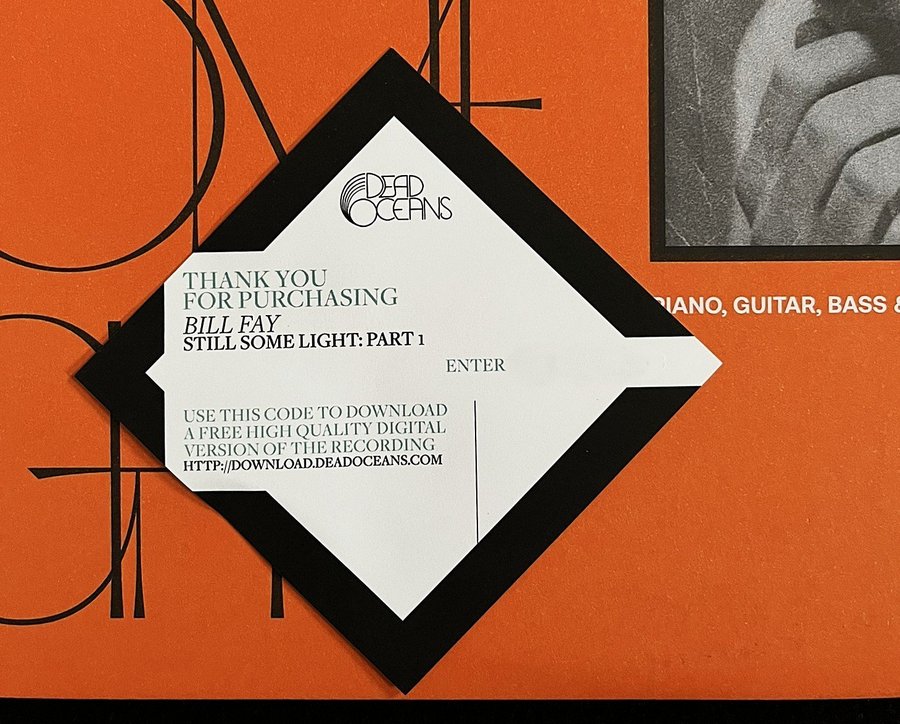 DEAD
OCEANS
THANK YOU
FOR PURCHASING
BILL FAY
STILL SOME LIGHT: PART 1
ENTER
USE THIS CODE TO DOWNLOAD
A FREE HIGH QUALITY DIGITAL
VERSION OF THE RECORDING
HTTP://DOWNLOAD.DEADOCEANS.COM
PIANO, GUITAR, BASS &